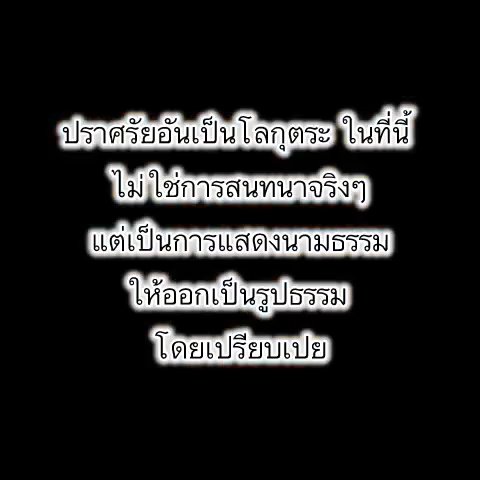 ปราศรัยอันเป็นโลกุตระ ในที่นี้
ไม่ใช่การสนทนาจริงๆ
แต่เป็นการแสดงนามธรรม
ให้ออกเป็นรูปธรรม
โดยเปรียบเปย